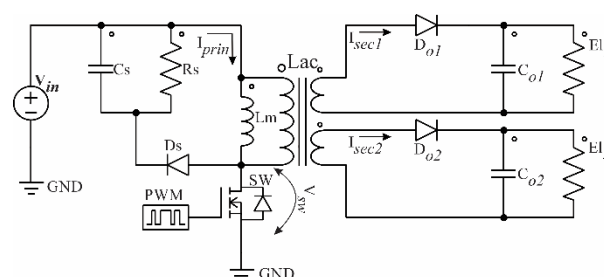 V_in
GND
Cs
Rs
Ds
PWM
I_prin
Lm
Lac
SW
V_sw
GND
I_sec1
D_o1
C_o1
El
I_sec2
D_o2
C_o2
El